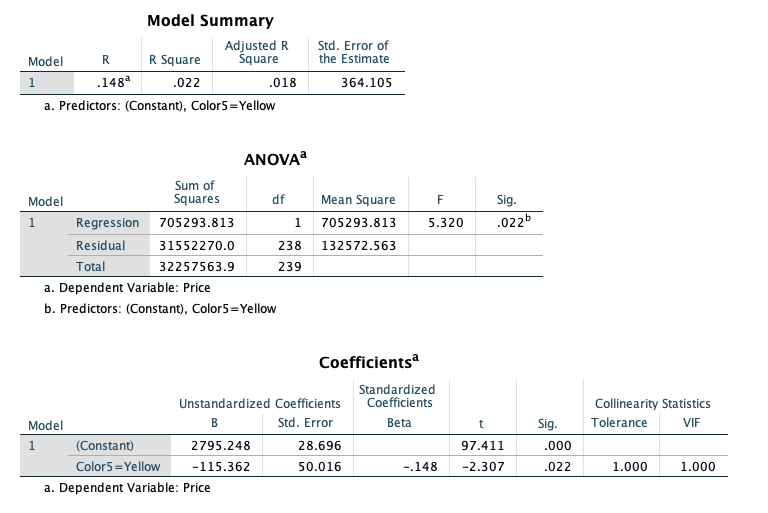 Model Summary
Model R R Square Adjusted R Square Std. Error of the Estimate
1 .148a .022 .018 364.105
a. Predictors: (Constant), Color5=Yellow
ANOVAa
Model Sum of Squares df Mean Square F Sig.
1 Regression 705293.813 1 705293.813 5.320 .022b
Residual 31552270.0 238 132572.563
Total 32257563.9 239
a. Dependent Variable: Price
b. Predictors: (Constant), Color5=Yellow
Coefficientsa
Unstandardized Coefficients Standardized Coefficients Collinearity Statistics
Model B Std. Error Beta t Sig. Tolerance VIF
1 (Constant) 2795.248 28.696 97.411 .000
Color5=Yellow -115.362 50.016 -.148 -2.307 .022 1.000 1.000
a. Dependent Variable: Price